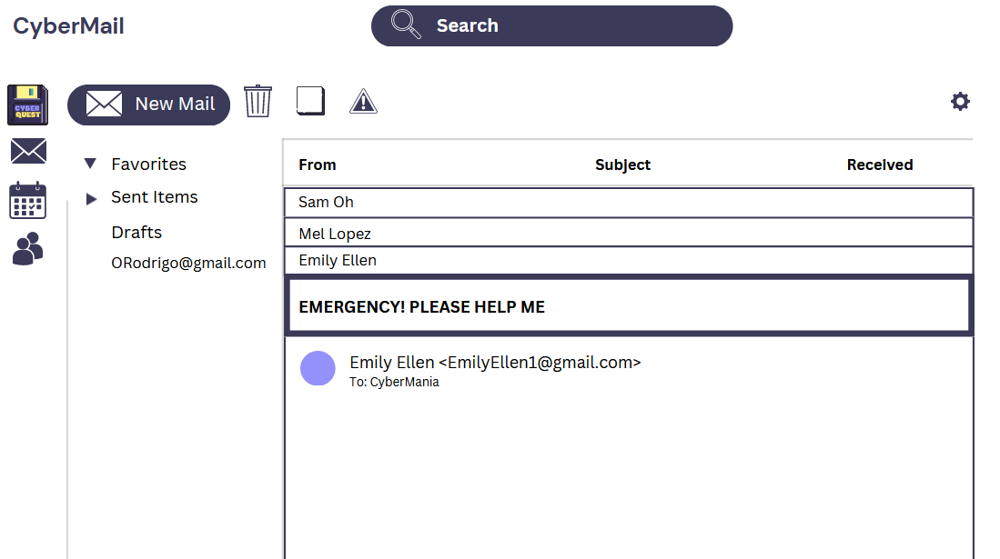 CyberMail
Search
CYBER
QUEST
New Mail
Favorites
Sent Items
Drafts
ORodrigo@gmail.com
From Subject Received
Sam Oh
Mel Lopez
Emily Ellen
EMERGENCY! PLEASE HELP ME
Emily Ellen <EmilyEllen1@gmail.com>
To: CyberMania